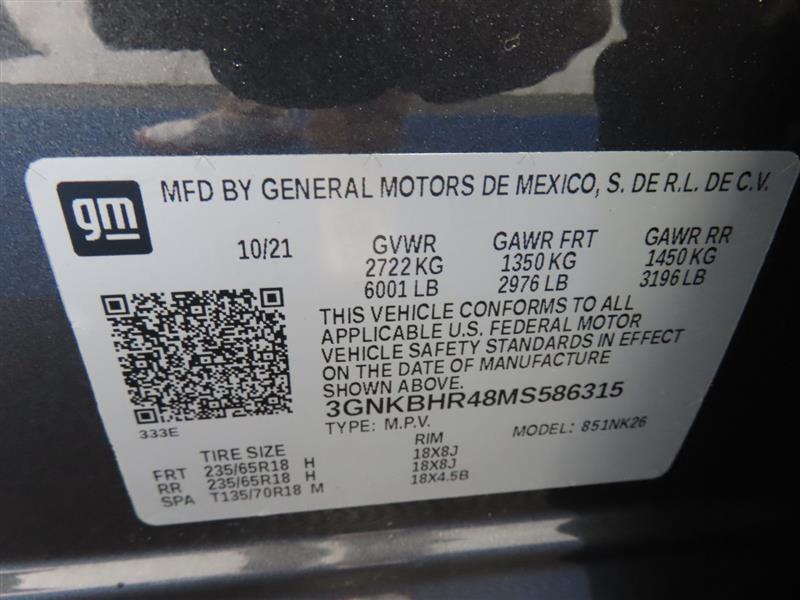 gm
MFD BY GENERAL MOTORS DE MEXICO, S. DE R.L. DE C.V.
10/21 GVWR GAWR FRT GAWR RR
2722 KG 1350 KG 1450 KG
6001 LB 2976 LB 3196 LB
THIS VEHICLE CONFORMS TO ALL
APPLICABLE U.S. FEDERAL MOTOR
VEHICLE SAFETY STANDARDS IN EFFECT
ON THE DATE OF MANUFACTURE
SHOWN ABOVE.
3GNKBHR48MS586315
333E
TYPE: M.P.V. MODEL: 851NK26
TIRE SIZE RIM
FRT 235/65R18 H 18X8J
RR 235/65R18 H 18X8J
SPA T135/70R18 M 18X4.5B